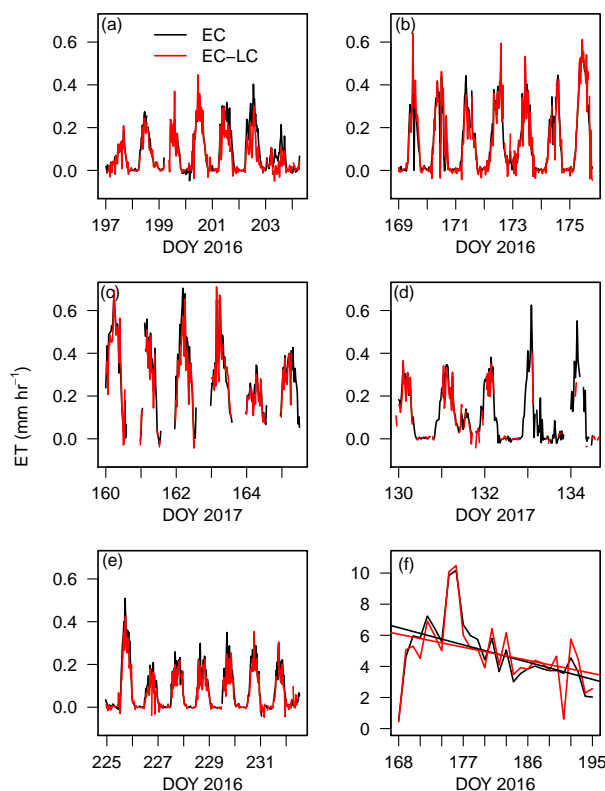 (a)
EC
EC−LC
0.6
0.4
0.2
0.0
197 199 201 203
DOY 2016
(b)
0.6
0.4
0.2
0.0
169 171 173 175
DOY 2016
ET (mm hr⁻¹)
(c)
0.6
0.4
0.2
0.0
160 162 164
DOY 2017
(d)
0.6
0.4
0.2
0.0
130 132 134
DOY 2017
(e)
0.6
0.4
0.2
0.0
225 227 229 231
DOY 2016
(f)
10
8
6
4
2
0
168 177 186 195
DOY 2016